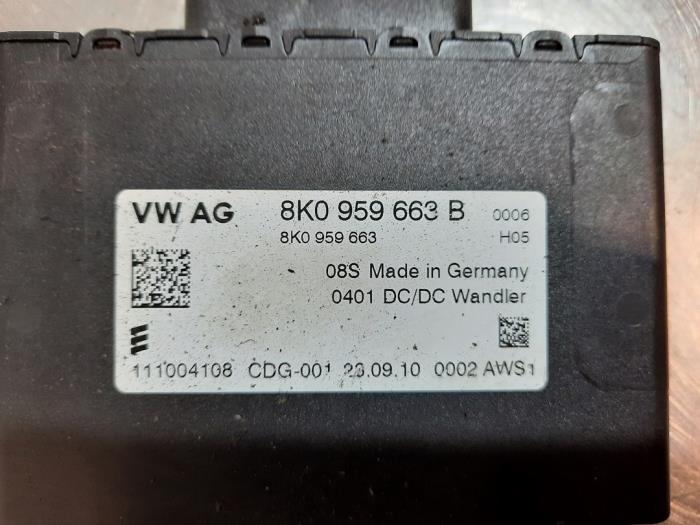 VW AG 8K0 959 663 B 0006
8K0 959 663 H05
08S Made in Germany
0401 DC/DC Wandler
111004108 CDG-001 23.09.10 0002 AWS1